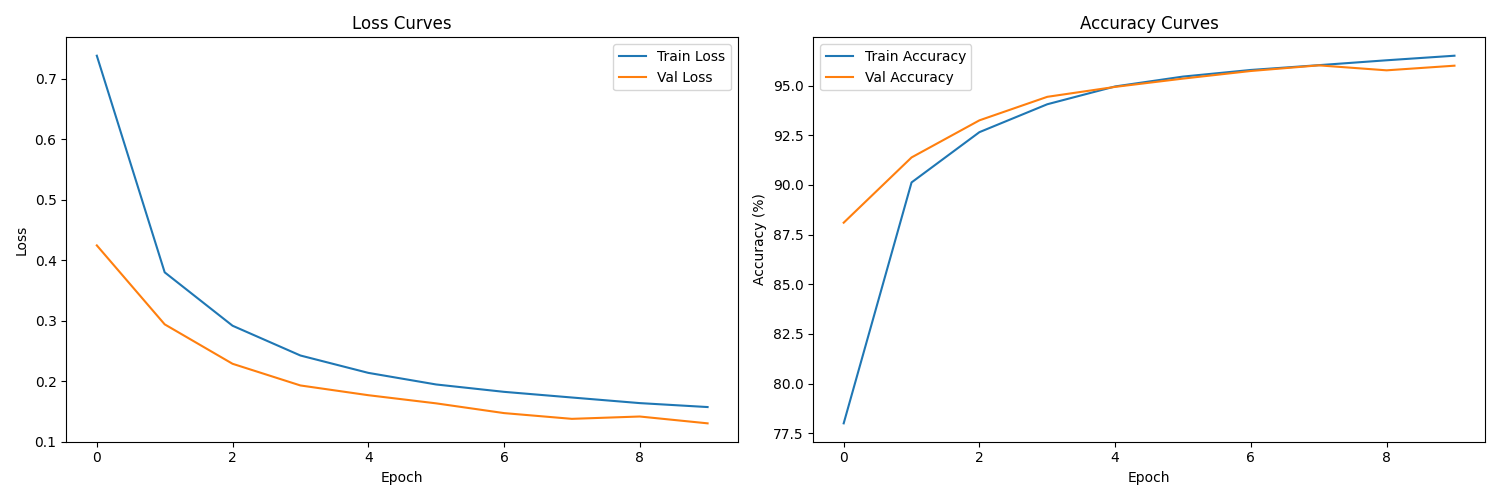 Loss Curves
Train Loss
Val Loss
0.7
0.6
0.5
0.4
0.3
0.2
0.1
Loss
0 2 4 6 8
Epoch
Accuracy Curves
Train Accuracy
Val Accuracy
95.0
92.5
90.0
87.5
85.0
82.5
80.0
77.5
Accuracy (%)
0 2 4 6 8
Epoch